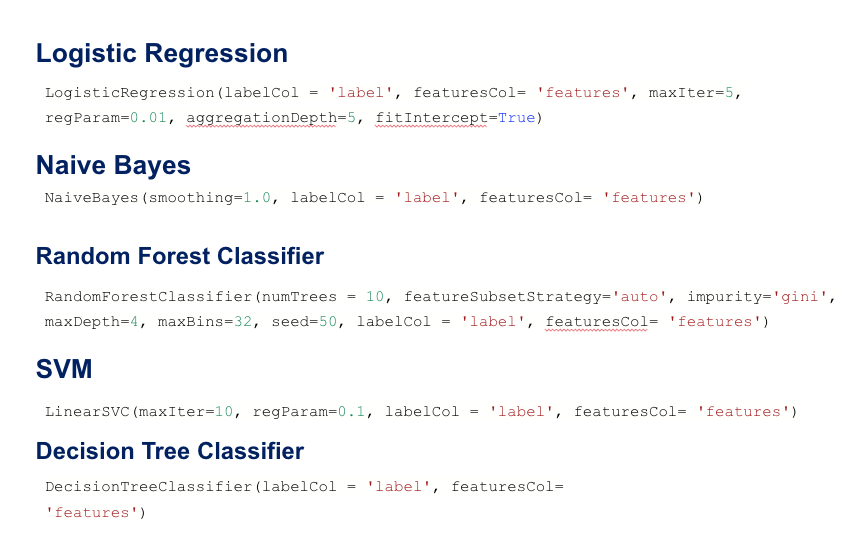 Logistic Regression
LogisticRegression(labelCol = 'label', featuresCol= 'features', maxIter=5,
regParam=0.01, aggregationDepth=5, fitIntercept=True)
Naive Bayes
NaiveBayes(smoothing=1.0, labelCol = 'label', featuresCol= 'features')
Random Forest Classifier
RandomForestClassifier(numTrees = 10, featureSubsetStrategy='auto', impurity='gini',
maxDepth=4, maxBins=32, seed=50, labelCol = 'label', featuresCol= 'features')
SVM
LinearSVC(maxIter=10, regParam=0.1, labelCol = 'label', featuresCol= 'features')
Decision Tree Classifier
DecisionTreeClassifier(labelCol = 'label', featuresCol=
'features')